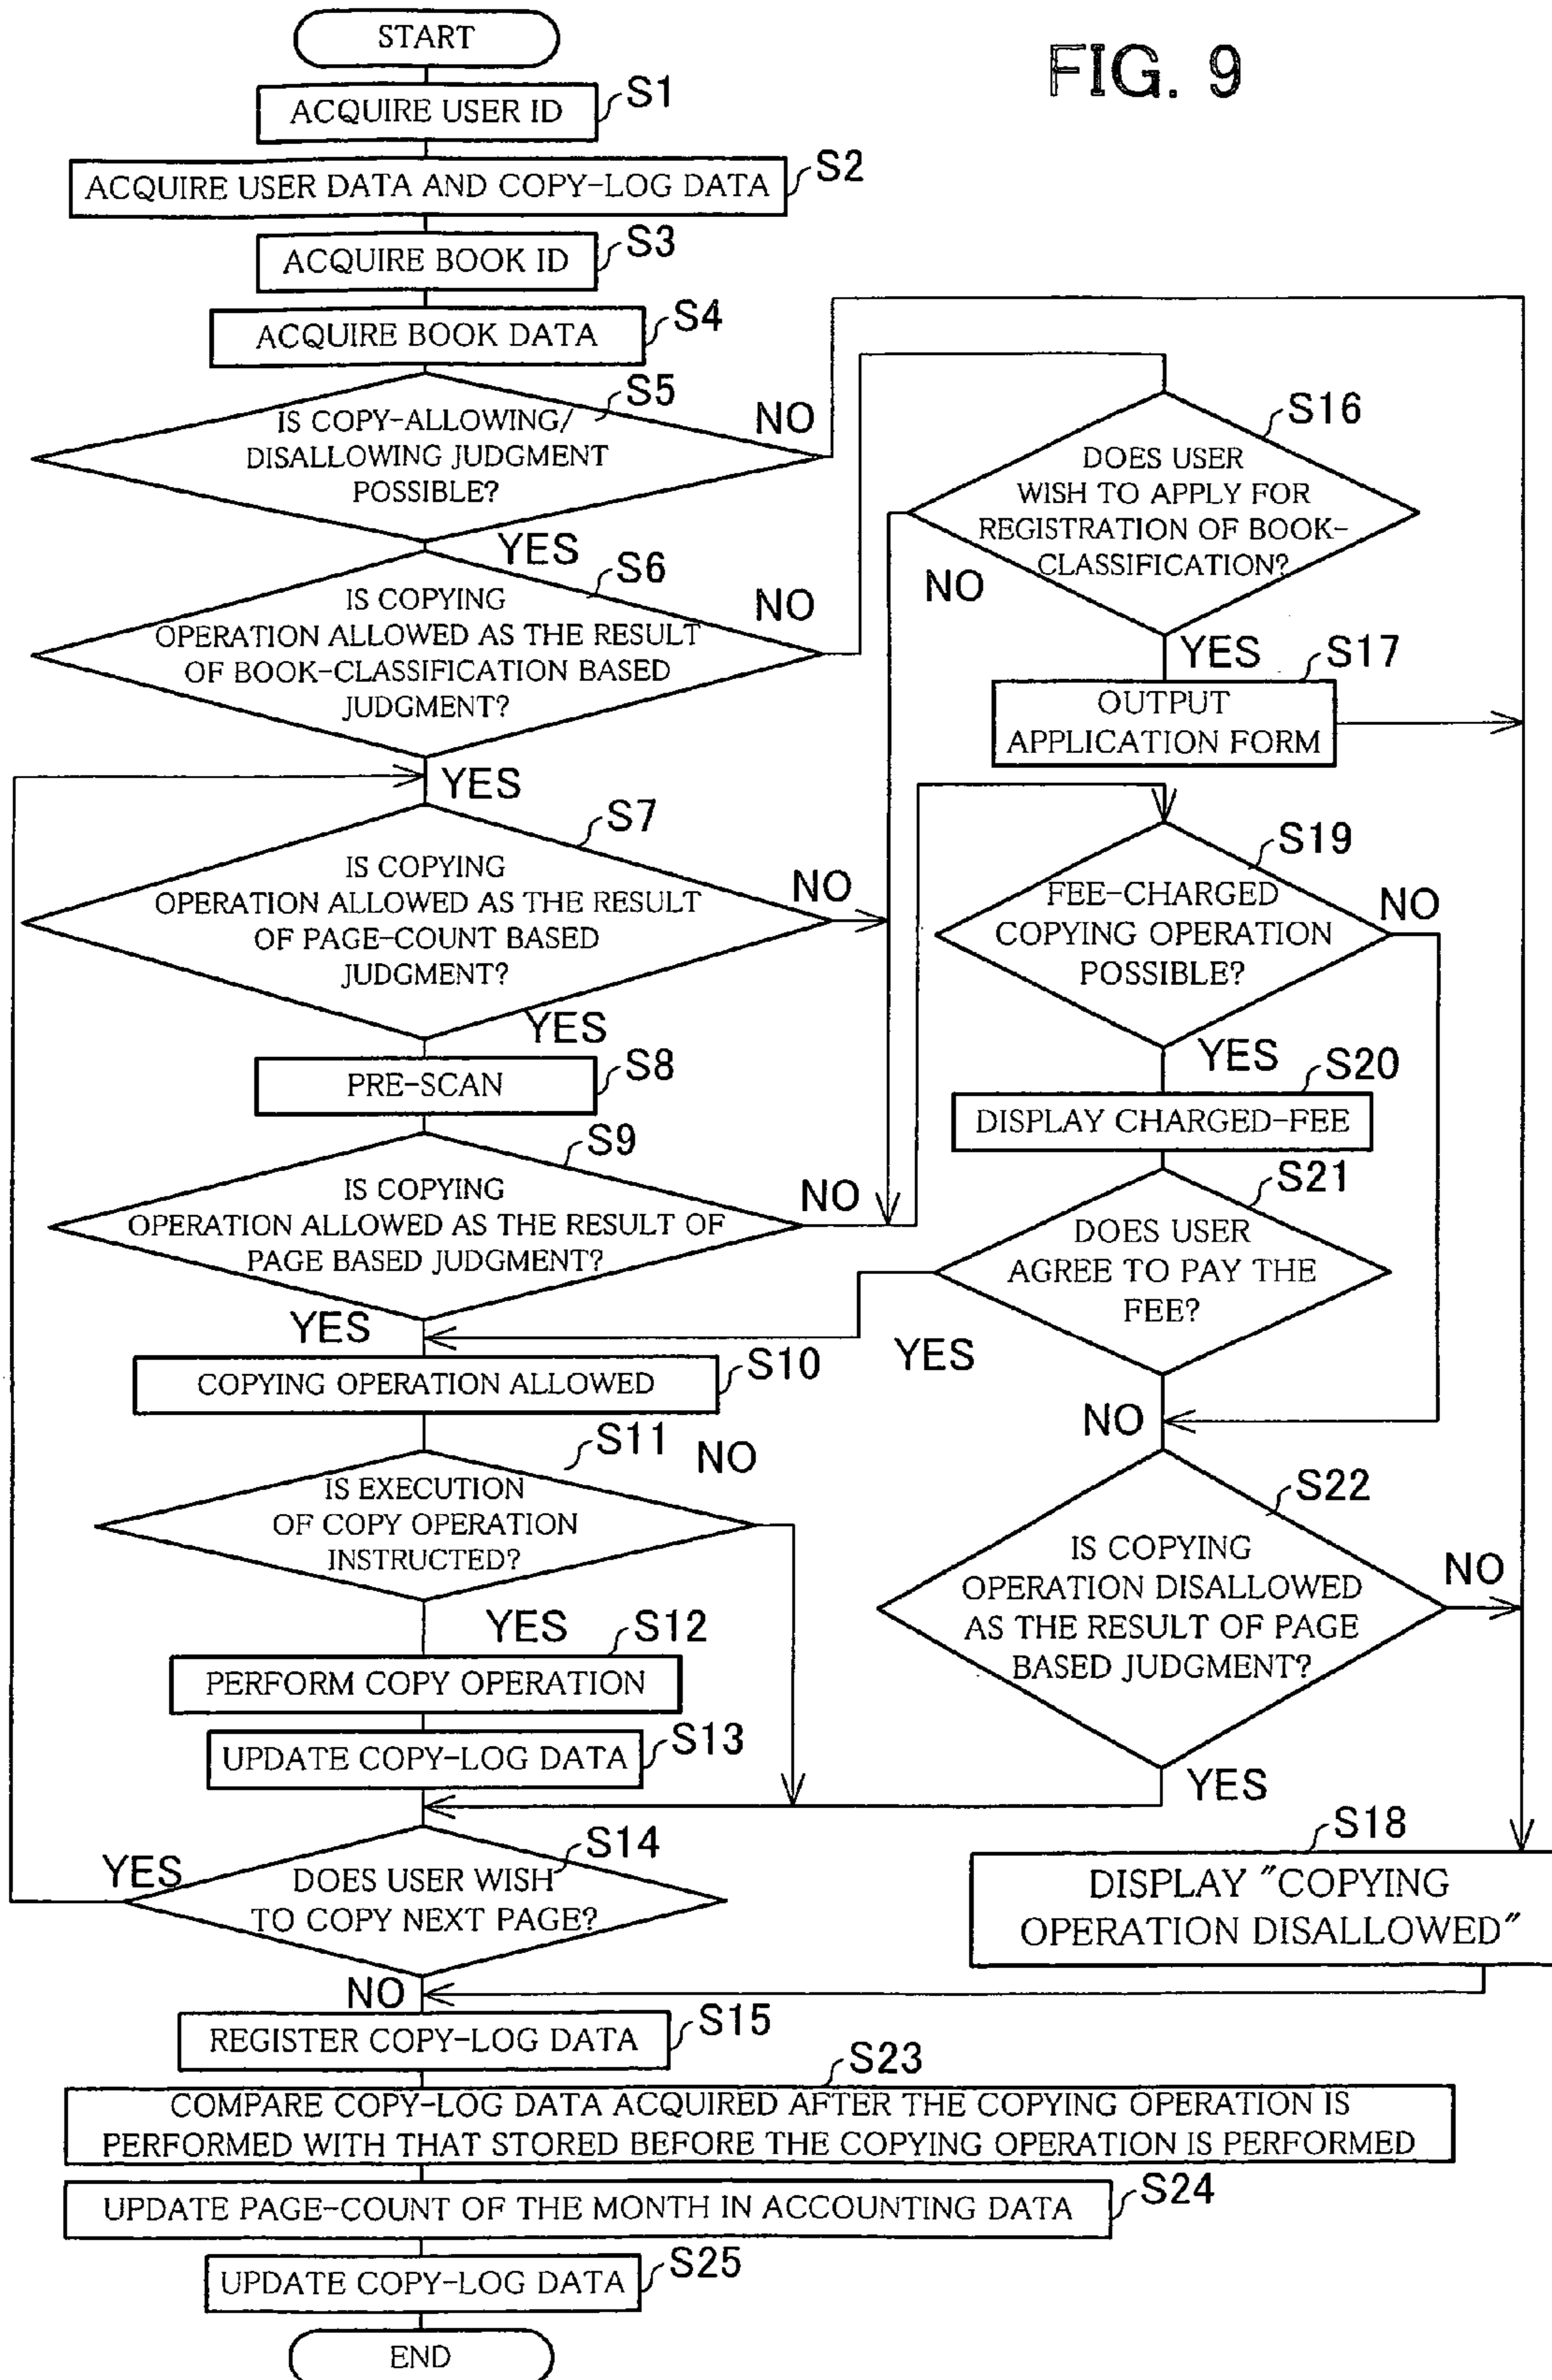 FIG. 9
START
ACQUIRE USER ID
S1
ACQUIRE USER DATA AND COPY-LOG DATA
S2
ACQUIRE BOOK ID
S3
ACQUIRE BOOK DATA
S4
IS COPY-ALLOWING/
DISALLOWING JUDGMENT
POSSIBLE?
S5
NO
YES
IS COPYING
OPERATION ALLOWED AS THE RESULT
OF BOOK-CLASSIFICATION BASED
JUDGMENT?
S6
NO
YES
IS COPYING
OPERATION ALLOWED AS THE RESULT
OF PAGE-COUNT BASED
JUDGMENT?
S7
NO
YES
PRE-SCAN
S8
IS COPYING
OPERATION ALLOWED AS THE RESULT OF
PAGE BASED JUDGMENT?
S9
NO
YES
COPYING OPERATION ALLOWED
S10
IS EXECUTION
OF COPY OPERATION
INSTRUCTED?
S11
NO
YES
PERFORM COPY OPERATION
S12
UPDATE COPY-LOG DATA
S13
DOES USER WISH
TO COPY NEXT PAGE?
S14
YES
NO
REGISTER COPY-LOG DATA
S15
DOES USER
WISH TO APPLY FOR
REGISTRATION OF BOOK-
CLASSIFICATION?
S16
NO
YES
OUTPUT
APPLICATION FORM
S17
FEE-CHARGED
COPYING OPERATION
POSSIBLE?
S19
NO
YES
DISPLAY CHARGED-FEE
S20
DOES USER
AGREE TO PAY THE
FEE?
S21
YES
NO
IS COPYING
OPERATION DISALLOWED
AS THE RESULT OF PAGE
BASED JUDGMENT?
S22
NO
YES
DISPLAY "COPYING
OPERATION DISALLOWED"
S18
COMPARE COPY-LOG DATA ACQUIRED AFTER THE COPYING OPERATION IS
PERFORMED WITH THAT STORED BEFORE THE COPYING OPERATION IS PERFORMED
S23
UPDATE PAGE-COUNT OF THE MONTH IN ACCOUNTING DATA
S24
UPDATE COPY-LOG DATA
S25
END